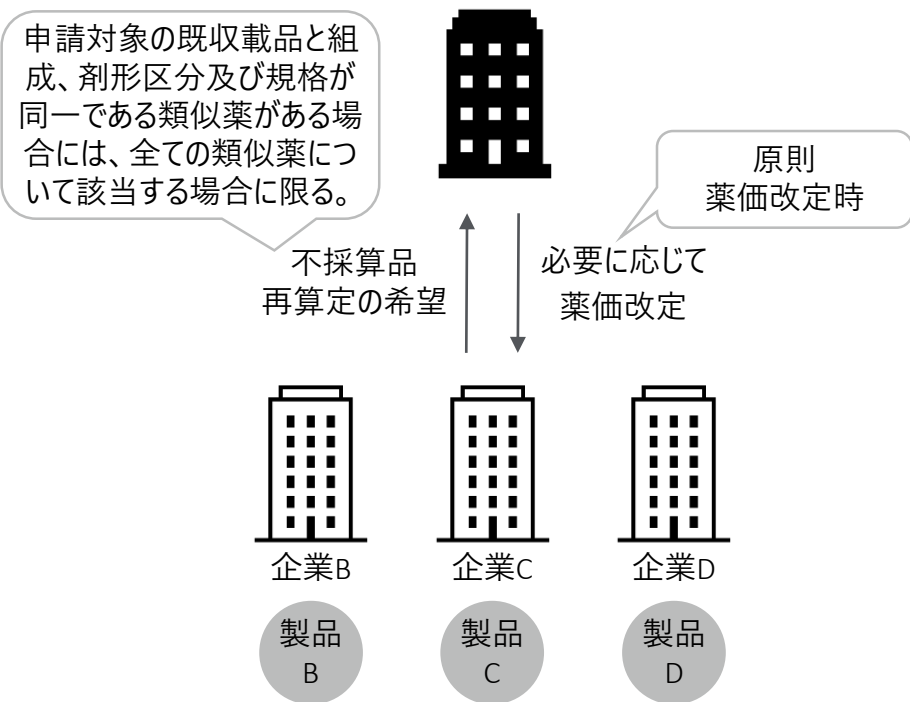 申請対象の既収載品と組
成、剤形区分及び規格が
同一である類似薬がある場
合には、全ての類似薬につ
いて該当する場合に限る。
原則
薬価改定時
不採算品
再算定の希望
必要に応じて
薬価改定
企業B
企業C
企業D
製品
B
製品
C
製品
D